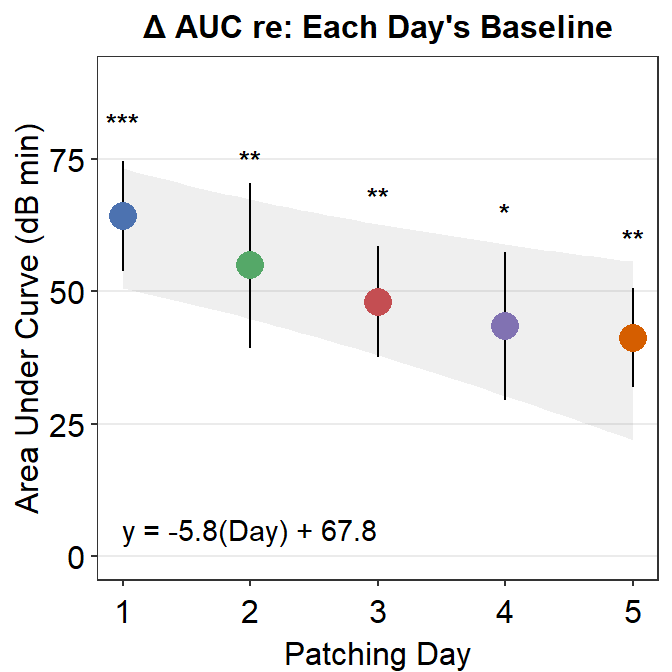 Δ AUC re: Each Day's Baseline
Area Under Curve (dB min)
75
50
25
0
***
**
**
*
**
y = -5.8(Day) + 67.8
1 2 3 4 5
Patching Day